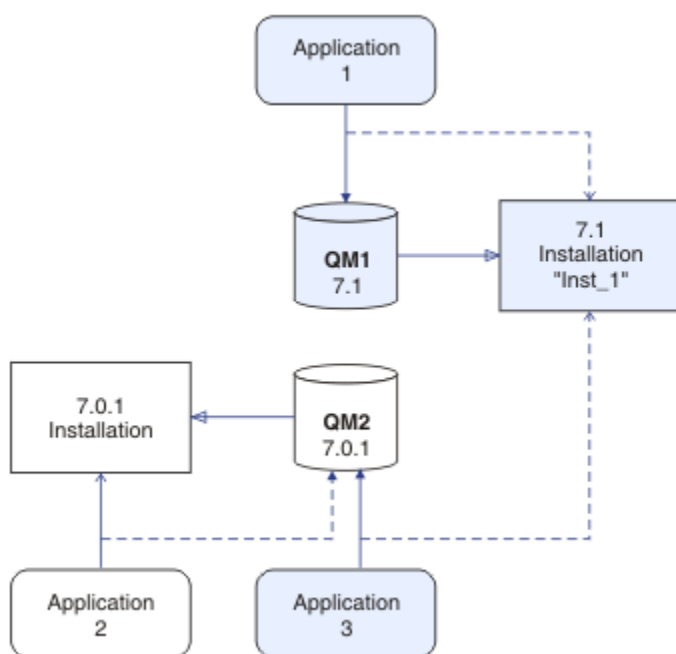 Application
1
QM1
7.1
7.1
Installation
"Inst_1"
7.0.1
Installation
QM2
7.0.1
Application
2
Application
3